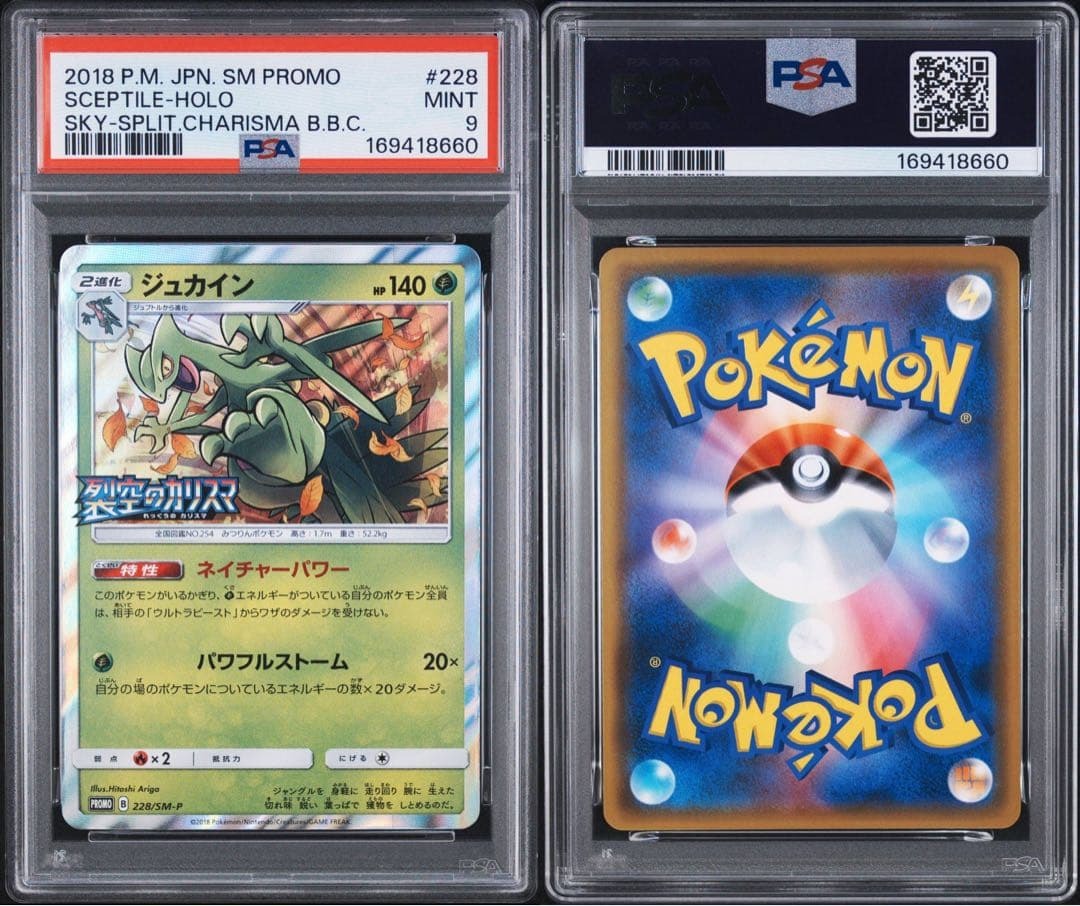 2018 P.M. JPN. SM PROMO #228
SCEPTILE-HOLO MINT
SKY-SPLIT.CHARISMA B.B.C. 9
PSA 169418660
2進化 ジュカイン HP 140
ジュプトルから進化
裂空のカリスマ
れっくうの カリスマ
全国図鑑NO.254 みつりんポケモン 高さ:1.7m 重さ:52.2kg
特性 ネイチャーパワー
このポケモンがいるかぎり、エネルギーがついている自分のポケモン全員
は、相手の「ウルトラビースト」からワザのダメージを受けない。
パワフルストーム 20×
自分の場のポケモンについているエネルギーの数×20ダメージ。
弱点 ×2 抵抗力 にげる
Illus.Hitoshi Ariga
ジャングルを 身軽に 走り回り 腕に 生えた
切れ味 鋭い 葉っぱで 獲物を しとめる。
PROMO B 228/SM-P
©2018 Pokémon/Nintendo/Creatures/GAME FREAK.
PSA
PSA
PSA
169418660
POKéMON
®
®
POKéMON
PSA